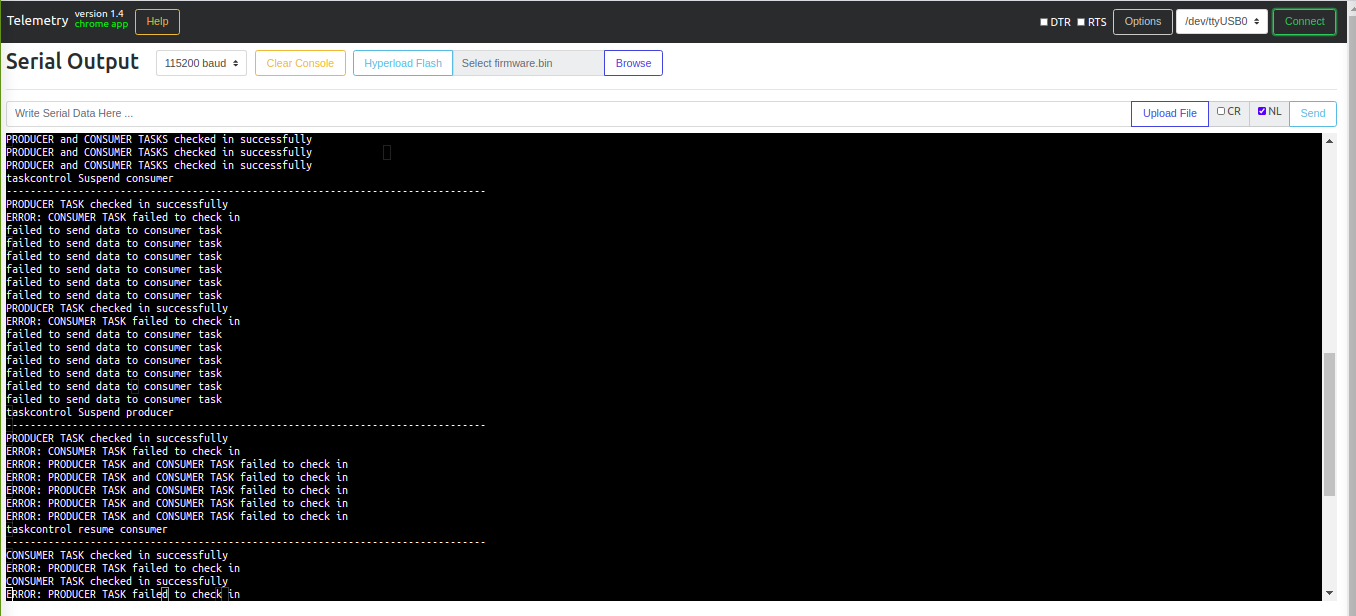 Telemetry version 1.4 chrome app Help DTR RTS Options /dev/ttyUSB0 Connect
Serial Output 115200 baud Clear Console Hyperload Flash Select firmware.bin Browse
Write Serial Data Here ... Upload File CR NL Send
PRODUCER and CONSUMER TASKS checked in successfully
PRODUCER and CONSUMER TASKS checked in successfully
PRODUCER and CONSUMER TASKS checked in successfully
taskcontrol Suspend consumer
--------------------------------------------------------------------------------
PRODUCER TASK checked in successfully
ERROR: CONSUMER TASK failed to check in
failed to send data to consumer task
failed to send data to consumer task
failed to send data to consumer task
failed to send data to consumer task
failed to send data to consumer task
failed to send data to consumer task
PRODUCER TASK checked in successfully
ERROR: CONSUMER TASK failed to check in
failed to send data to consumer task
failed to send data to consumer task
failed to send data to consumer task
failed to send data to consumer task
failed to send data to consumer task
failed to send data to consumer task
taskcontrol Suspend producer
--------------------------------------------------------------------------------
PRODUCER TASK checked in successfully
ERROR: CONSUMER TASK failed to check in
ERROR: PRODUCER TASK and CONSUMER TASK failed to check in
ERROR: PRODUCER TASK and CONSUMER TASK failed to check in
ERROR: PRODUCER TASK and CONSUMER TASK failed to check in
ERROR: PRODUCER TASK and CONSUMER TASK failed to check in
ERROR: PRODUCER TASK and CONSUMER TASK failed to check in
taskcontrol resume consumer
--------------------------------------------------------------------------------
CONSUMER TASK checked in successfully
ERROR: PRODUCER TASK failed to check in
CONSUMER TASK checked in successfully
ERROR: PRODUCER TASK failed to check in